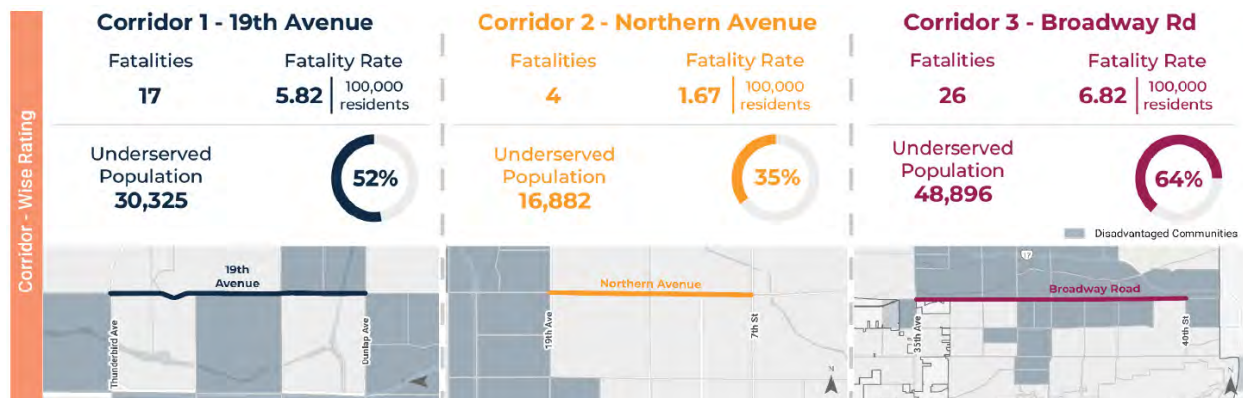 Corridor - Wise Rating
Corridor 1 - 19th Avenue
Fatalities
17
Fatality Rate
5.82
100,000
residents
Underserved
Population
30,325
52%
19th
Avenue
Thunderbird Ave
Dunlap Ave
Corridor 2 - Northern Avenue
Fatalities
4
Fatality Rate
1.67
100,000
residents
Underserved
Population
16,882
35%
Northern Avenue
19th Ave
7th St
N
Corridor 3 - Broadway Rd
Fatalities
26
Fatality Rate
6.82
100,000
residents
Underserved
Population
48,896
64%
Disadvantaged Communities
17
Broadway Road
35th Ave
40th St
N